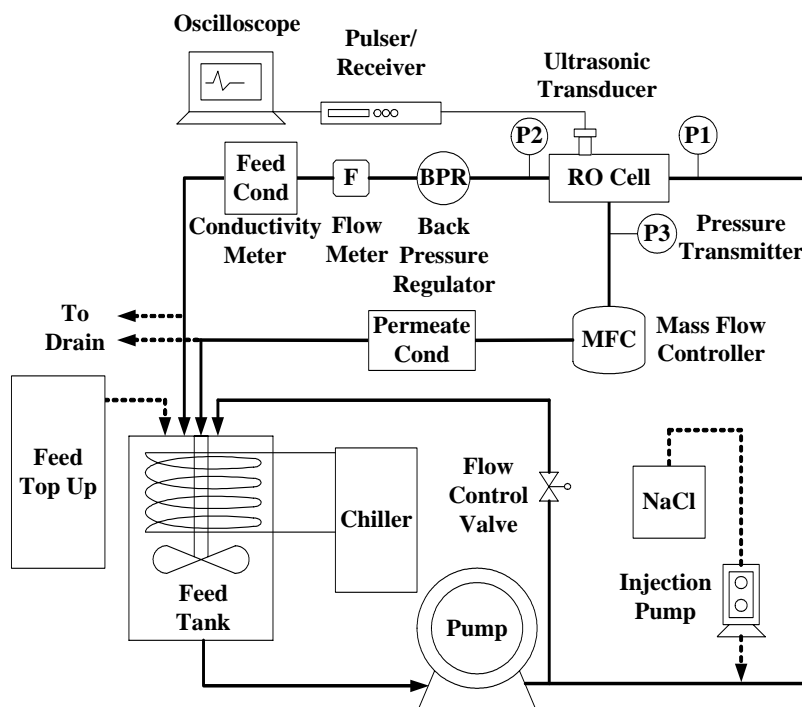 Oscilloscope
Pulser/
Receiver
Ultrasonic
Transducer
P2
P1
Feed
Cond
F
BPR
RO Cell
Conductivity
Meter
Flow
Meter
Back
Pressure
Regulator
P3
Pressure
Transmitter
To
Drain
Permeate
Cond
MFC
Mass Flow
Controller
Feed
Top Up
Chiller
Flow
Control
Valve
NaCl
Feed
Tank
Pump
Injection
Pump